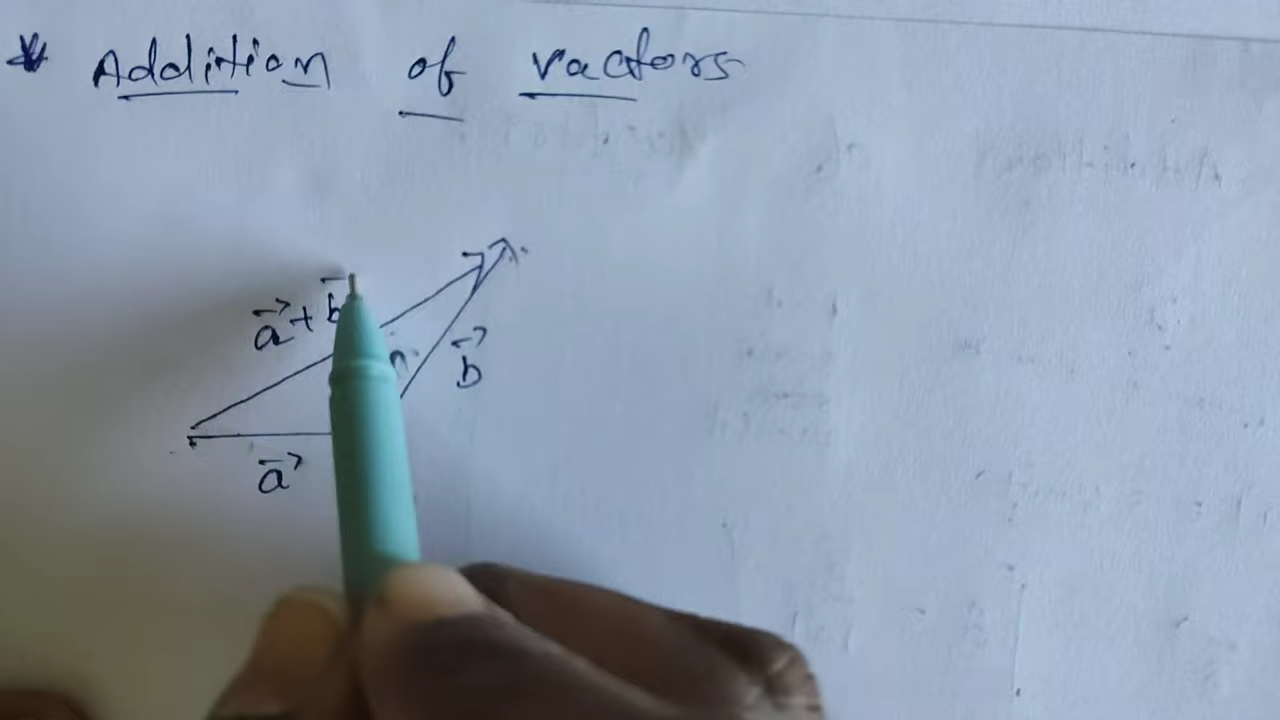 * Addition of vactors
a⃗ + b
b⃗
a⃗